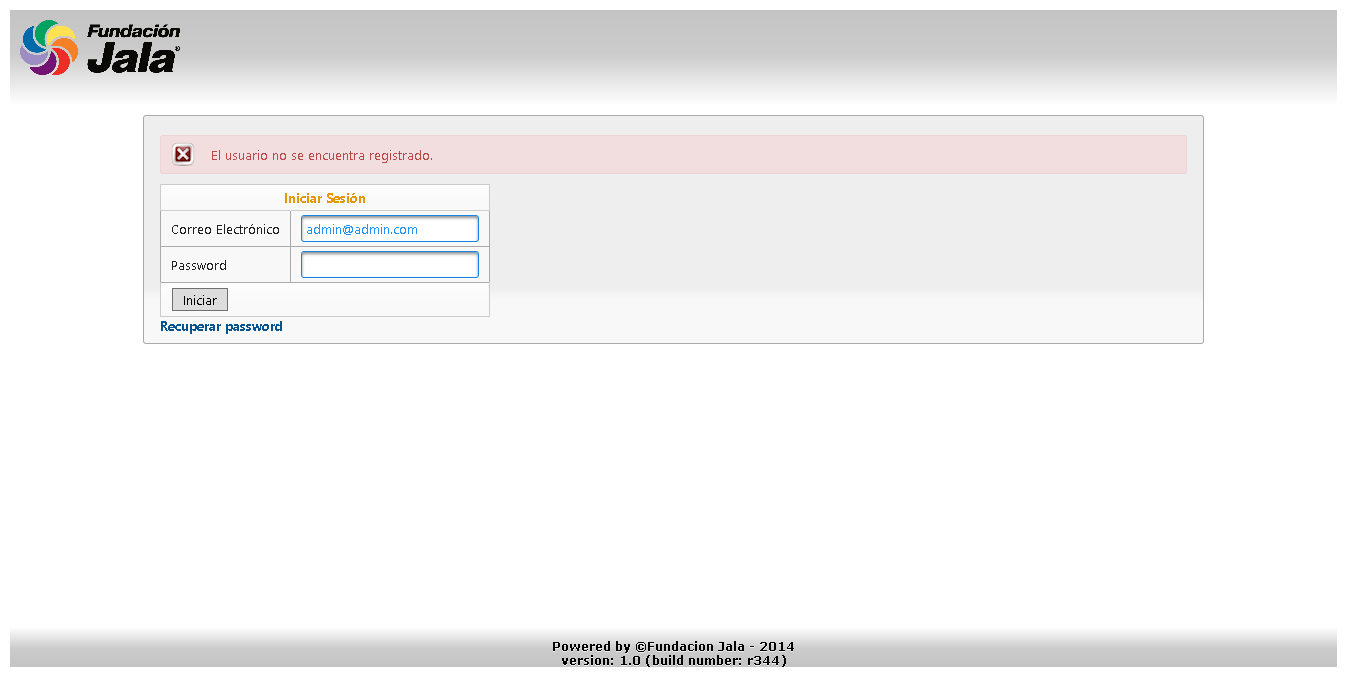 Fundación
Jala®
El usuario no se encuentra registrado.
Iniciar Sesión
Correo Electrónico admin@admin.com
Password
Iniciar
Recuperar password
Powered by ©Fundacion Jala - 2014
version: 1.0 (build number: r344)